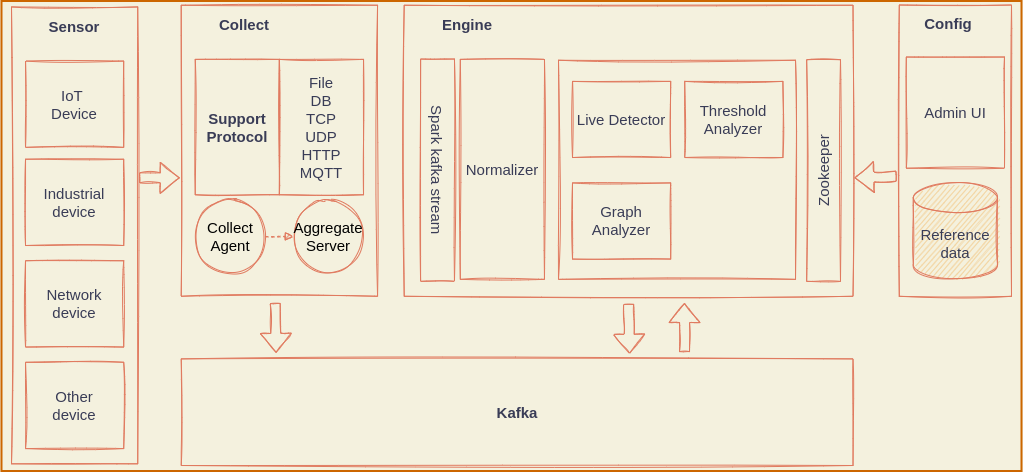 Sensor
IoT
Device
Industrial
device
Network
device
Other
device
Collect
Support
Protocol
File
DB
TCP
UDP
HTTP
MQTT
Collect
Agent
Aggregate
Server
Engine
Spark kafka stream
Normalizer
Live Detector
Threshold
Analyzer
Graph
Analyzer
Zookeeper
Config
Admin UI
Reference
data
Kafka